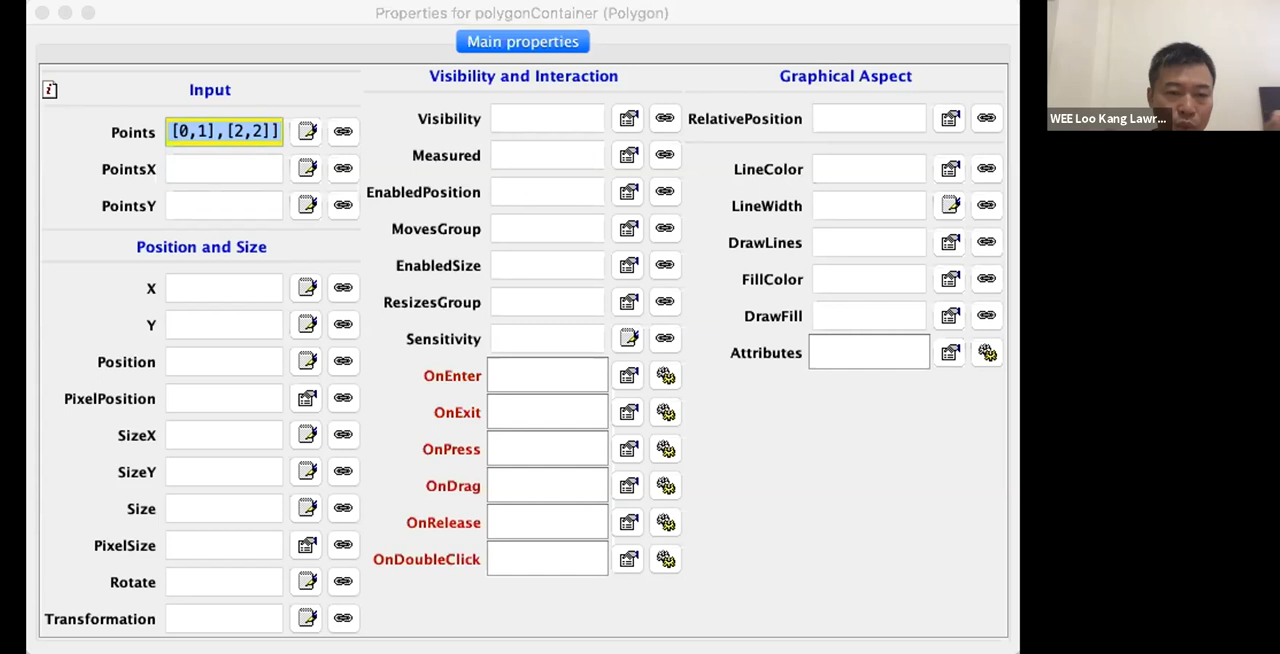 Properties for polygonContainer (Polygon)
Main properties
Input
Points [0,1],[2,2]]
PointsX
PointsY
Position and Size
X
Y
Position
PixelPosition
SizeX
SizeY
Size
PixelSize
Rotate
Transformation
Visibility and Interaction
Visibility
Measured
EnabledPosition
MovesGroup
EnabledSize
ResizesGroup
Sensitivity
OnEnter
OnExit
OnPress
OnDrag
OnRelease
OnDoubleClick
Graphical Aspect
RelativePosition
LineColor
LineWidth
DrawLines
FillColor
DrawFill
Attributes
WEE Loo Kang Lawr...